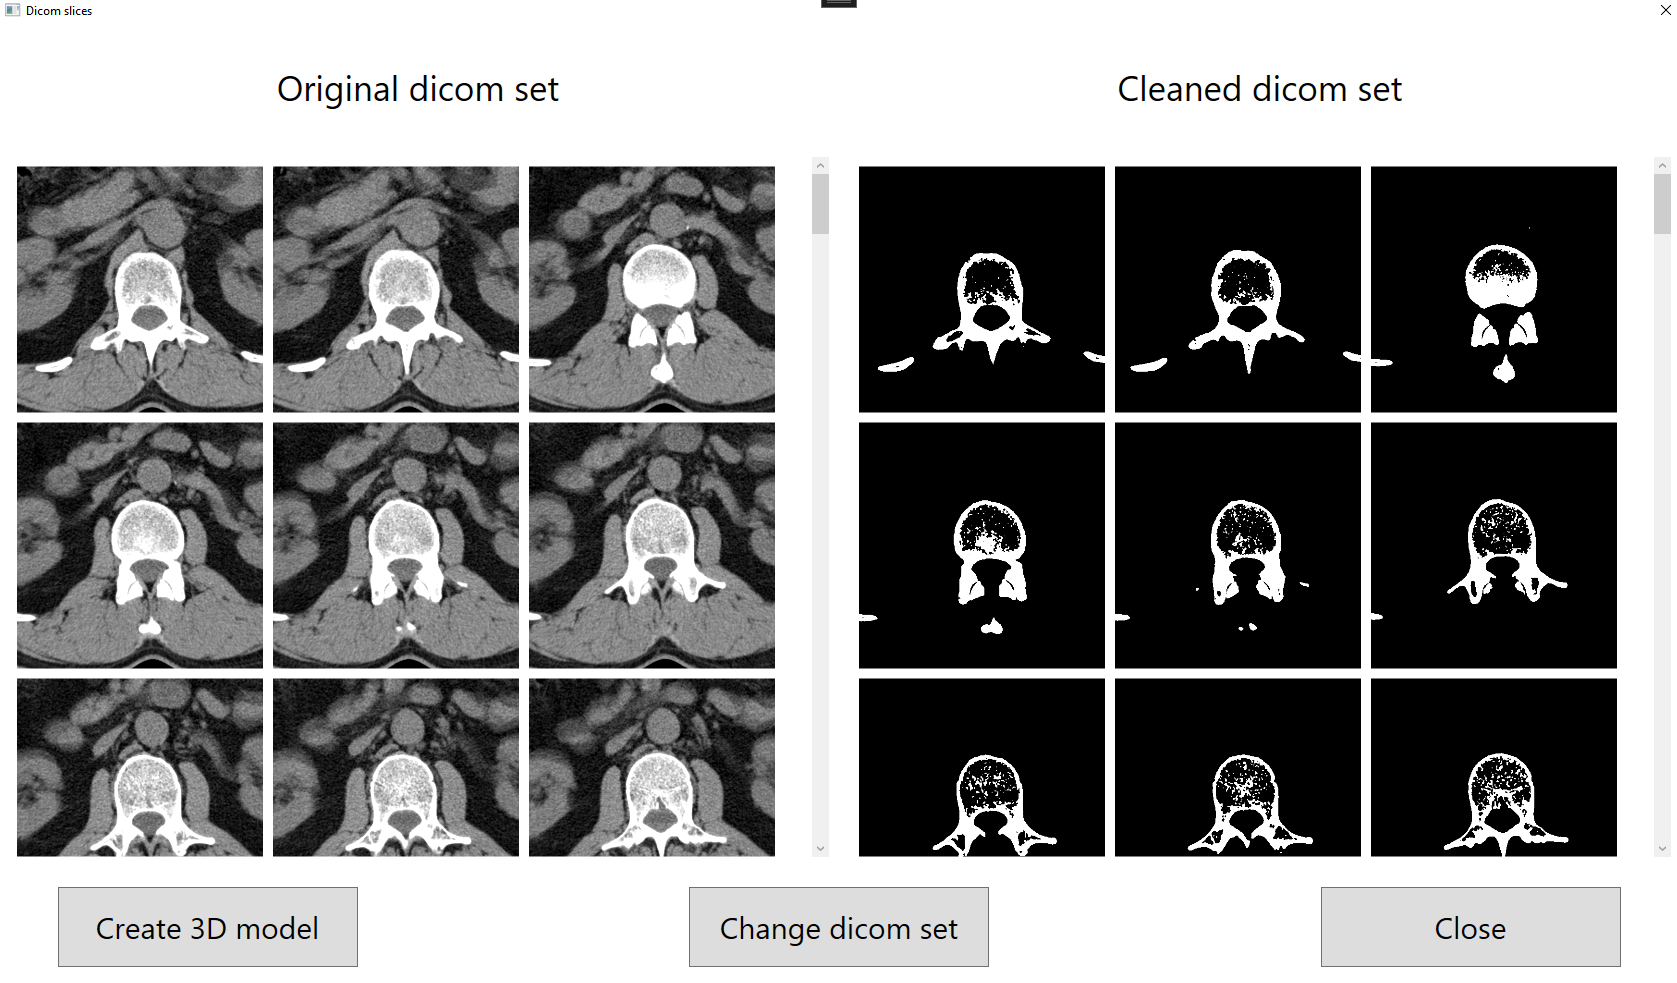 Dicom slices
Original dicom set
Cleaned dicom set
Create 3D model
Change dicom set
Close